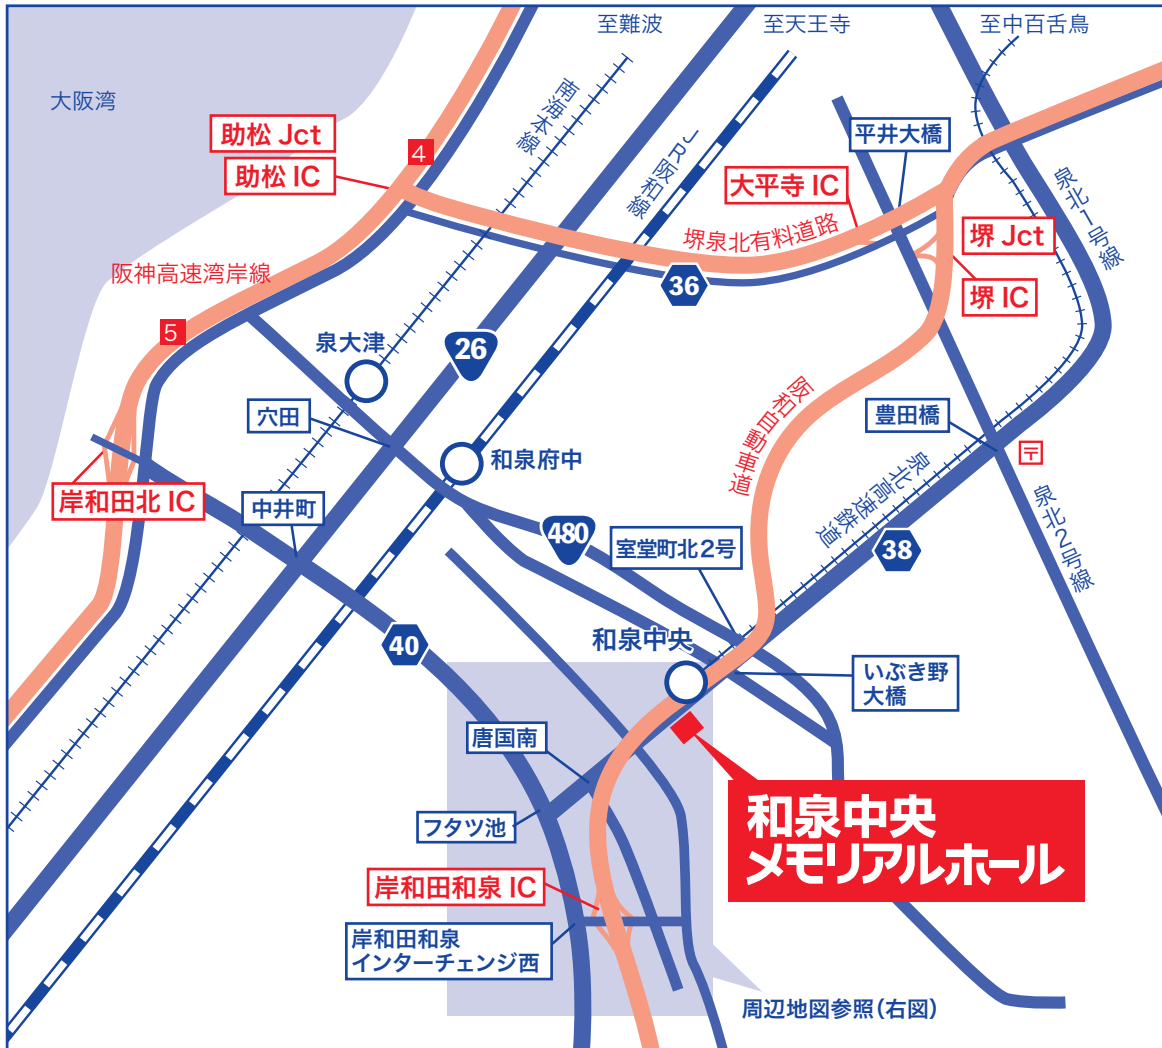 至難波
至天王寺
至中百舌鳥
大阪湾
南海本線
JR阪和線
助松 Jct
助松 IC
4
平井大橋
大平寺 IC
堺泉北有料道路
泉北1号線
堺 Jct
堺 IC
36
阪神高速湾岸線
5
泉大津
26
穴田
和泉府中
阪和自動車道
豊田橋
〒
泉北高速鉄道
泉北2号線
岸和田北 IC
中井町
480
室堂町北2号
38
40
和泉中央
いぶき野
大橋
唐国南
フタツ池
和泉中央
メモリアルホール
岸和田和泉 IC
岸和田和泉
インターチェンジ西
周辺地図参照(右図)